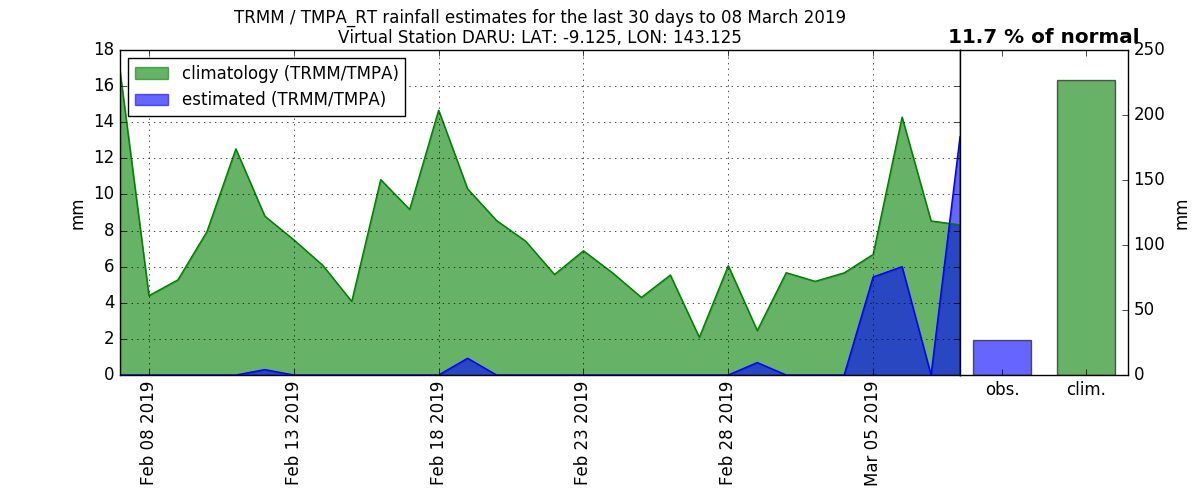 TRMM / TMPA_RT rainfall estimates for the last 30 days to 08 March 2019
Virtual Station DARU: LAT: -9.125, LON: 143.125
11.7 % of normal
climatology (TRMM/TMPA)
estimated (TRMM/TMPA)
18
16
14
12
10
8
6
4
2
0
mm
Feb 08 2019
Feb 13 2019
Feb 18 2019
Feb 23 2019
Feb 28 2019
Mar 05 2019
obs.
clim.
250
200
150
100
50
0
mm